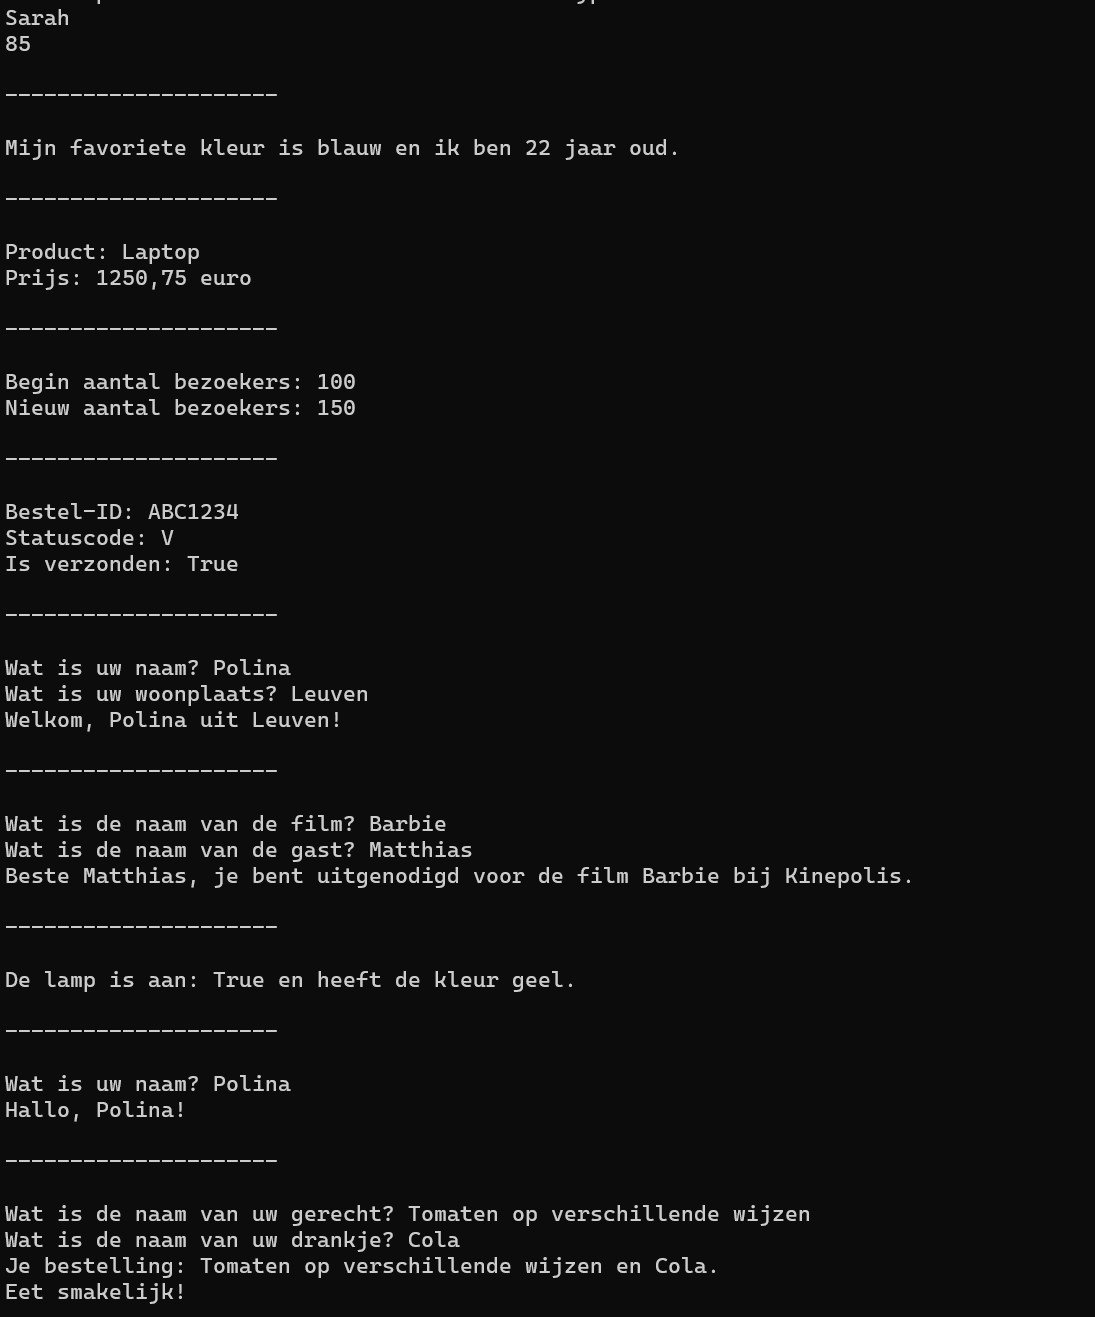 Sarah
85
---------------------
Mijn favoriete kleur is blauw en ik ben 22 jaar oud.
---------------------
Product: Laptop
Prijs: 1250,75 euro
---------------------
Begin aantal bezoekers: 100
Nieuw aantal bezoekers: 150
---------------------
Bestel-ID: ABC1234
Statuscode: V
Is verzonden: True
---------------------
Wat is uw naam? Polina
Wat is uw woonplaats? Leuven
Welkom, Polina uit Leuven!
---------------------
Wat is de naam van de film? Barbie
Wat is de naam van de gast? Matthias
Beste Matthias, je bent uitgenodigd voor de film Barbie bij Kinepolis.
---------------------
De lamp is aan: True en heeft de kleur geel.
---------------------
Wat is uw naam? Polina
Hallo, Polina!
---------------------
Wat is de naam van uw gerecht? Tomaten op verschillende wijzen
Wat is de naam van uw drankje? Cola
Je bestelling: Tomaten op verschillende wijzen en Cola.
Eet smakelijk!